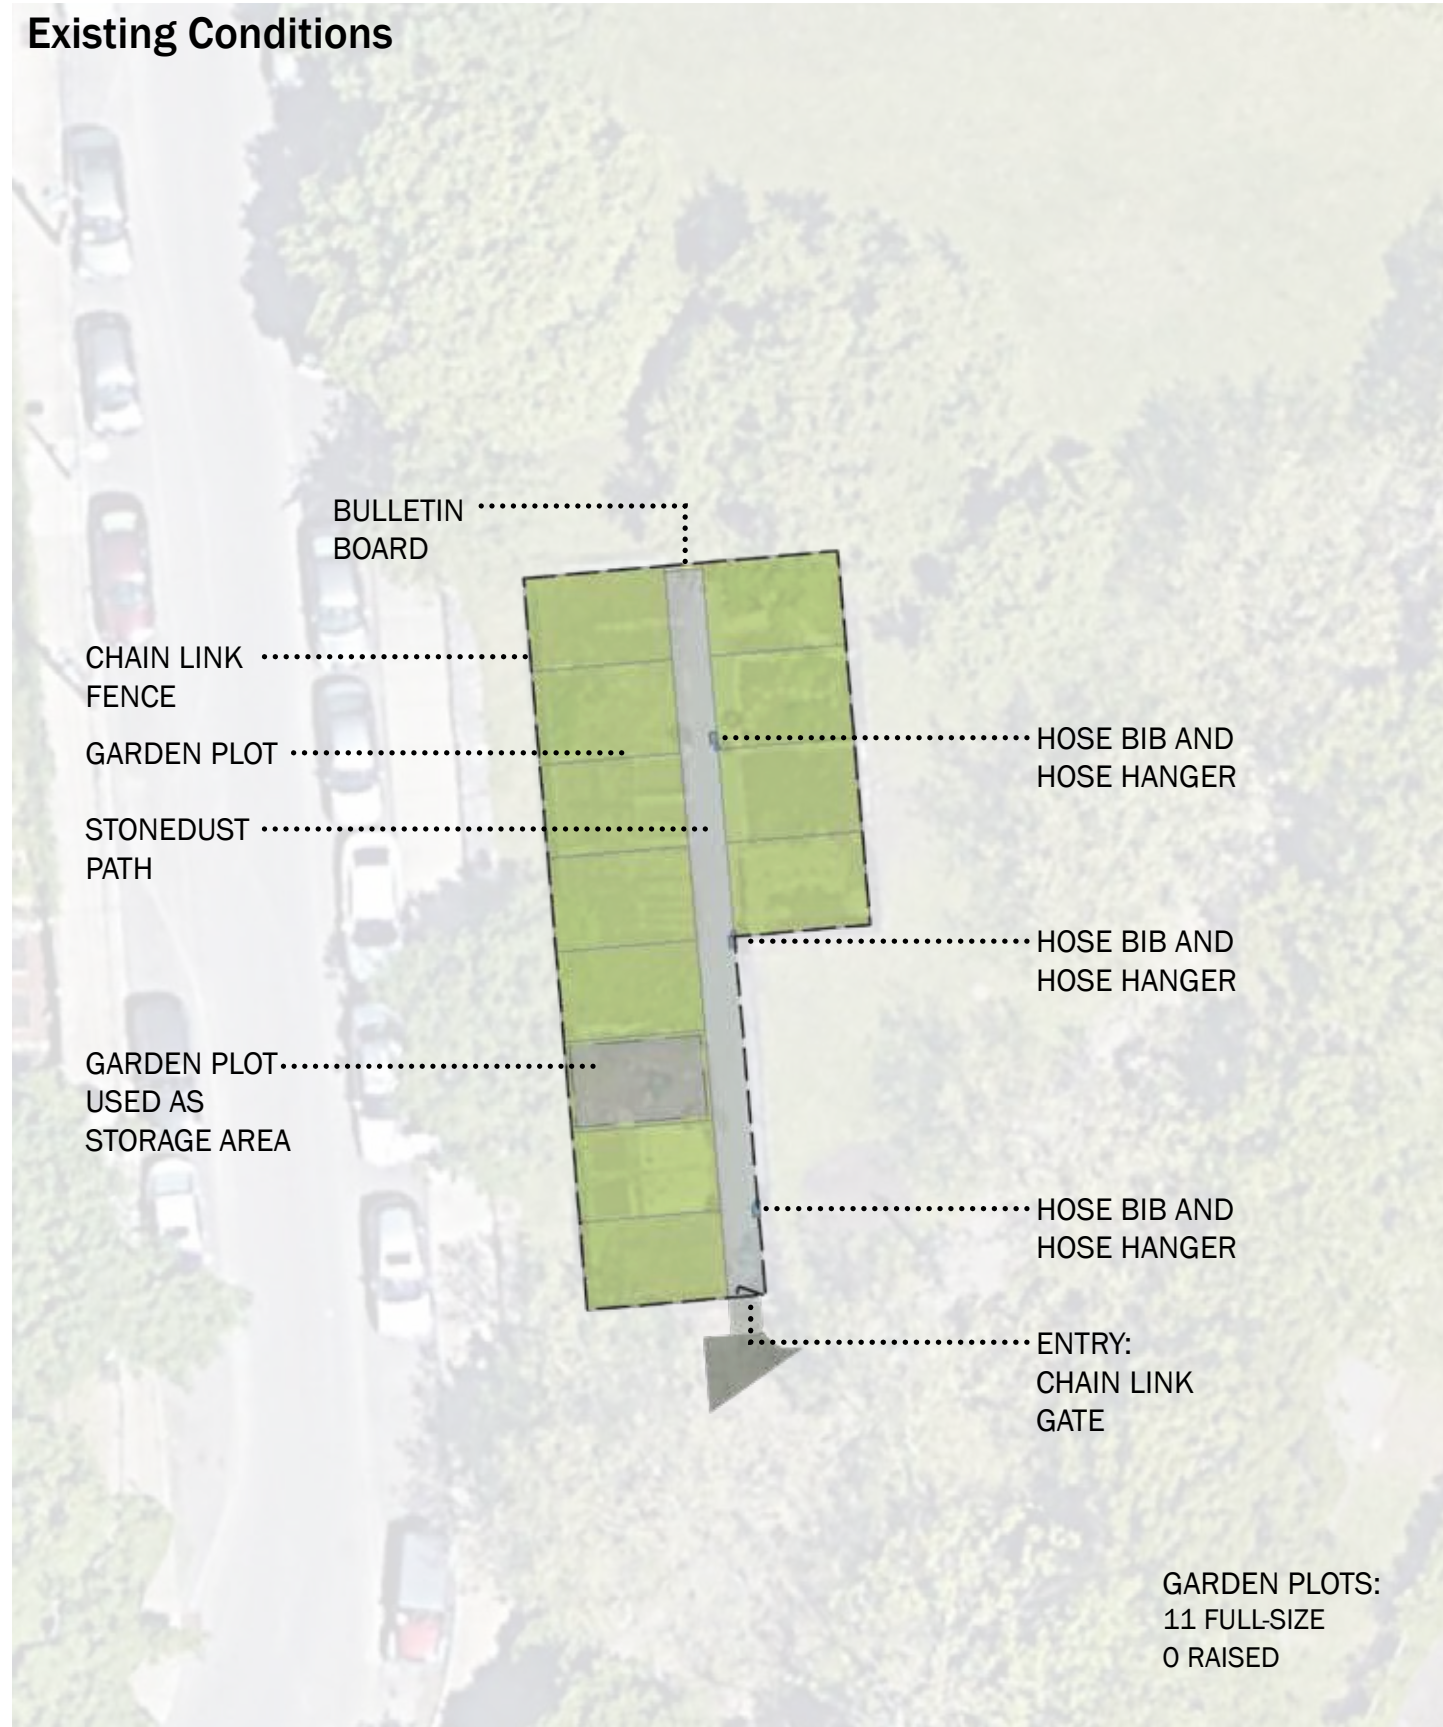 Existing Conditions
BULLETIN
BOARD
CHAIN LINK
FENCE
GARDEN PLOT
STONEDUST
PATH
GARDEN PLOT
USED AS
STORAGE AREA
HOSE BIB AND
HOSE HANGER
HOSE BIB AND
HOSE HANGER
HOSE BIB AND
HOSE HANGER
ENTRY:
CHAIN LINK
GATE
GARDEN PLOTS:
11 FULL-SIZE
0 RAISED